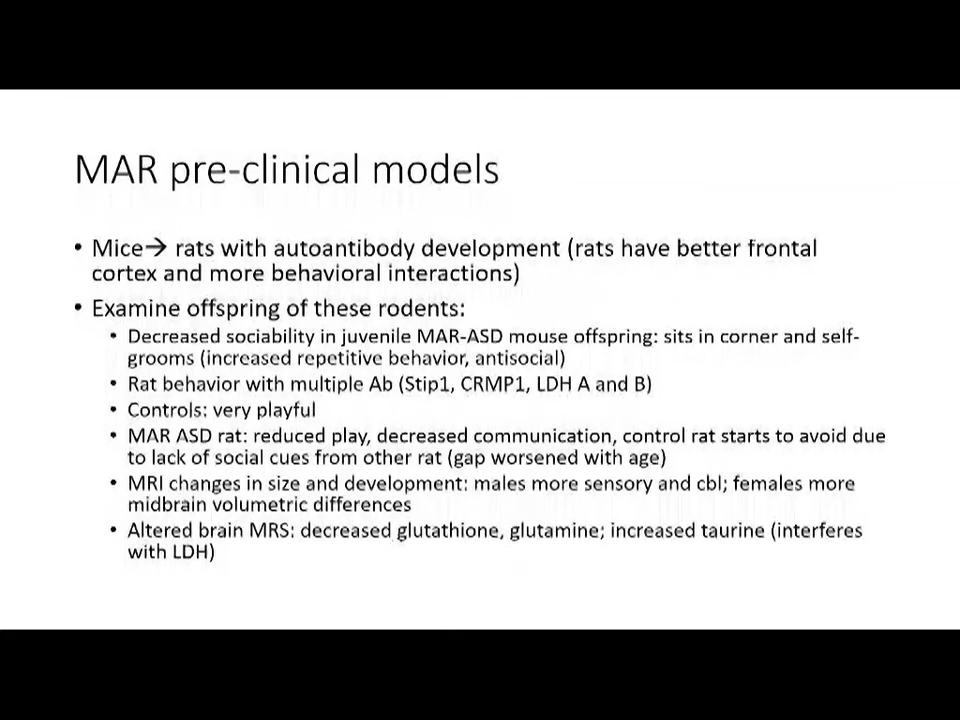 MAR pre-clinical models
• Mice→ rats with autoantibody development (rats have better frontal
cortex and more behavioral interactions)
• Examine offspring of these rodents:
• Decreased sociability in juvenile MAR-ASD mouse offspring: sits in corner and self-
grooms (increased repetitive behavior, antisocial)
• Rat behavior with multiple Ab (Stip1, CRMP1, LDH A and B)
• Controls: very playful
• MAR ASD rat: reduced play, decreased communication, control rat starts to avoid due
to lack of social cues from other rat (gap worsened with age)
• MRI changes in size and development: males more sensory and cbl; females more
midbrain volumetric differences
• Altered brain MRS: decreased glutathione, glutamine; increased taurine (interferes
with LDH)